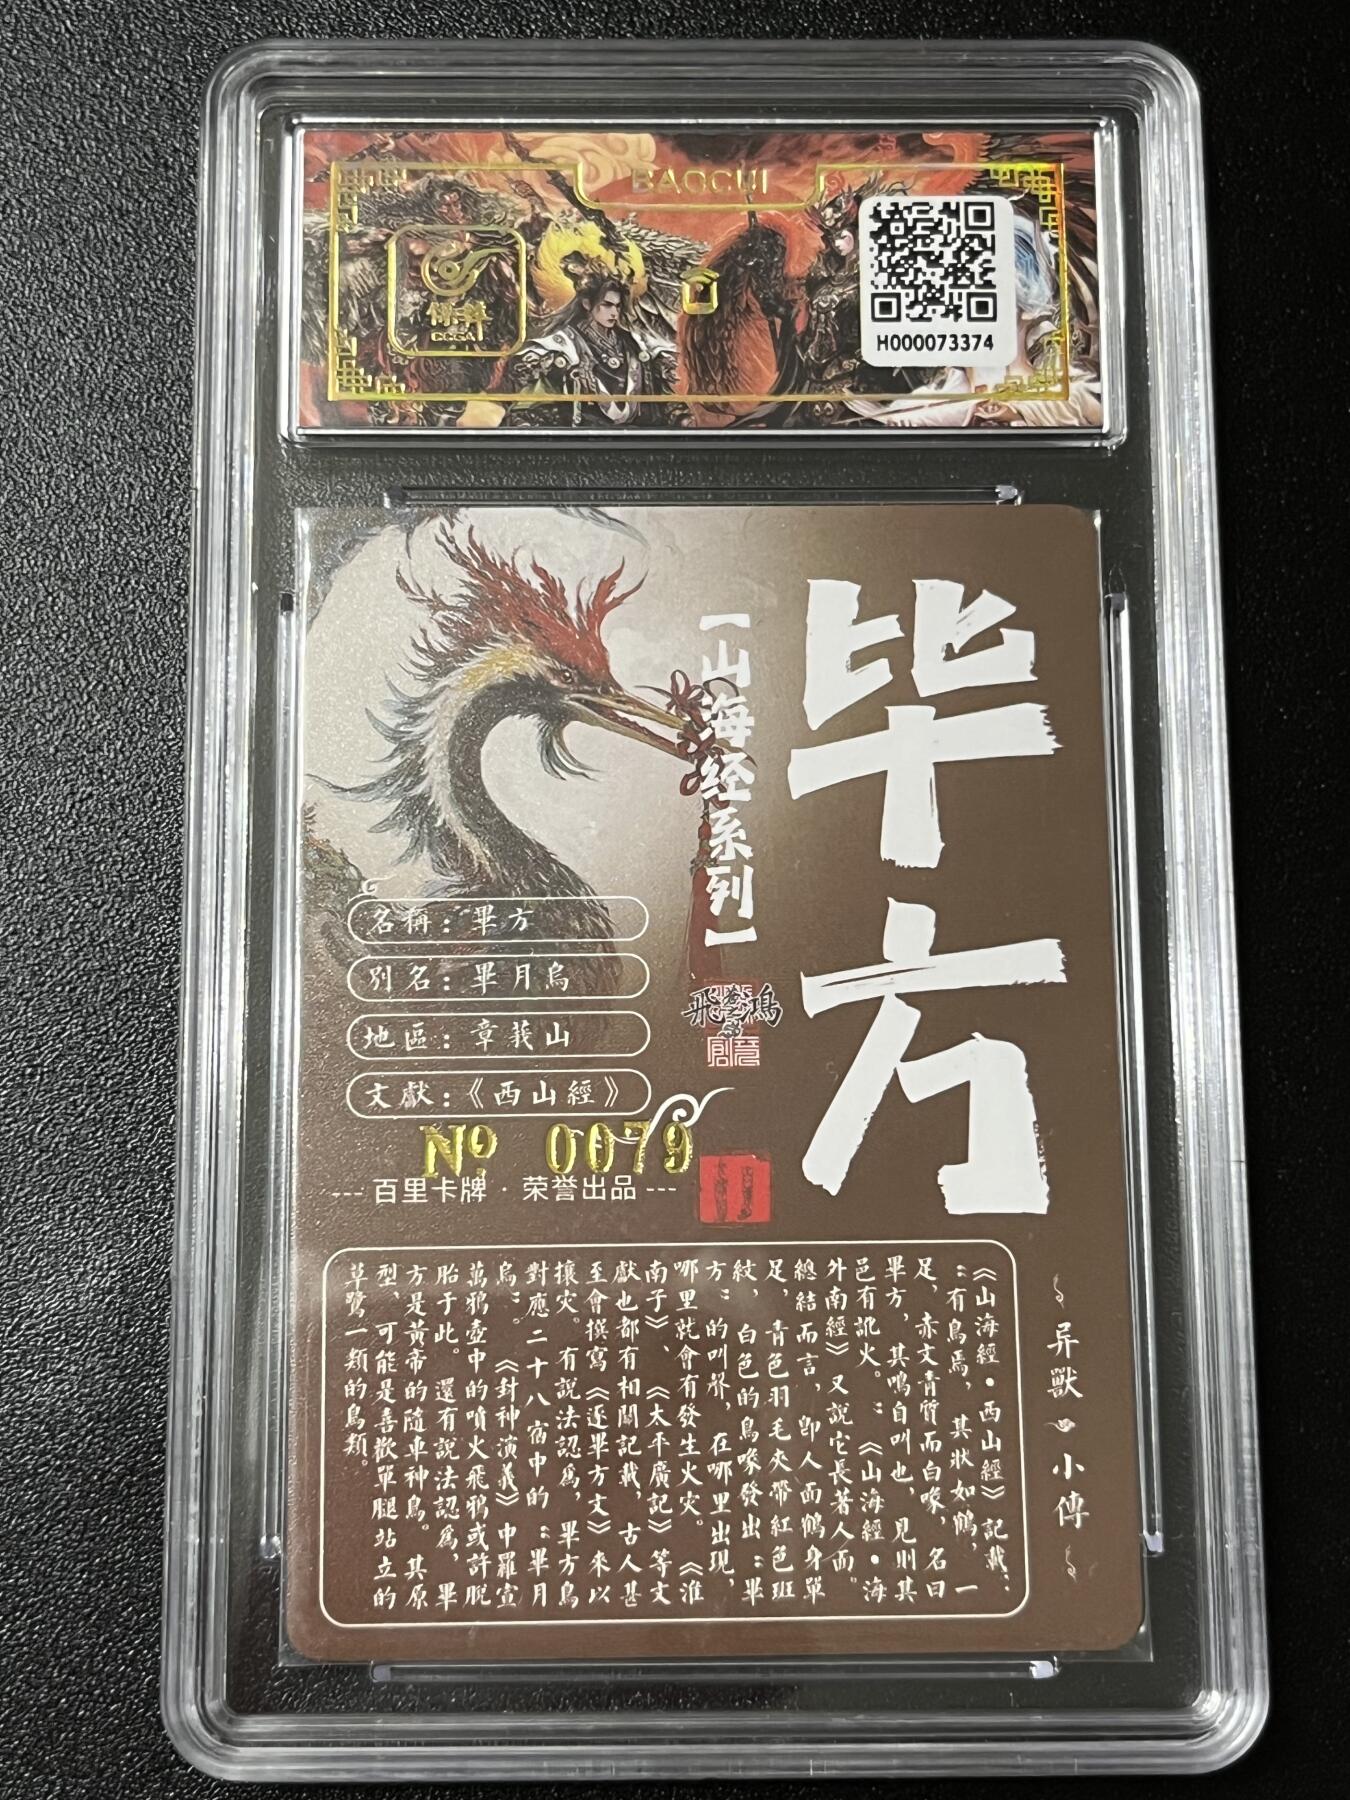 BAOCUI
CCGA
H000073374
毕方
【山海经系列】
飛鴻
名稱：畢方
別名：畢月烏
地區：章莪山
文獻：《西山經》
№ 0079
--- 百里卡牌 · 荣誉出品 ---
异獸小傳
《山海經·西山經》記載：
“有鳥焉，其狀如鶴，一
足，赤文青質而白喙，名曰
畢方，其鳴自叫也，見則其
邑有訛火。”《山海經·海
外南經》又說它長著人面。
總結而言，卽人面鶴身單
足，青色羽毛夾帶紅色班
紋，白色的鳥喙發出“畢
方”的叫聲，在哪里出現，
哪里就會有發生火灾。《淮
南子》、《太平廣記》等文
獻也都有相關記載，古人甚
至會撰寫《逐畢方文》來以
攘灾。有説法認爲，畢方鳥
對應二十八宿中的“畢月
烏”。《封神演義》中羅宣
萬鴉壺中的噴火飛鴉或許脫
胎于此。還有説法認爲，畢
方是黃帝的隨車神鳥。其原
型，可能是喜歡單腿站立的
草鷺一類的鳥類。